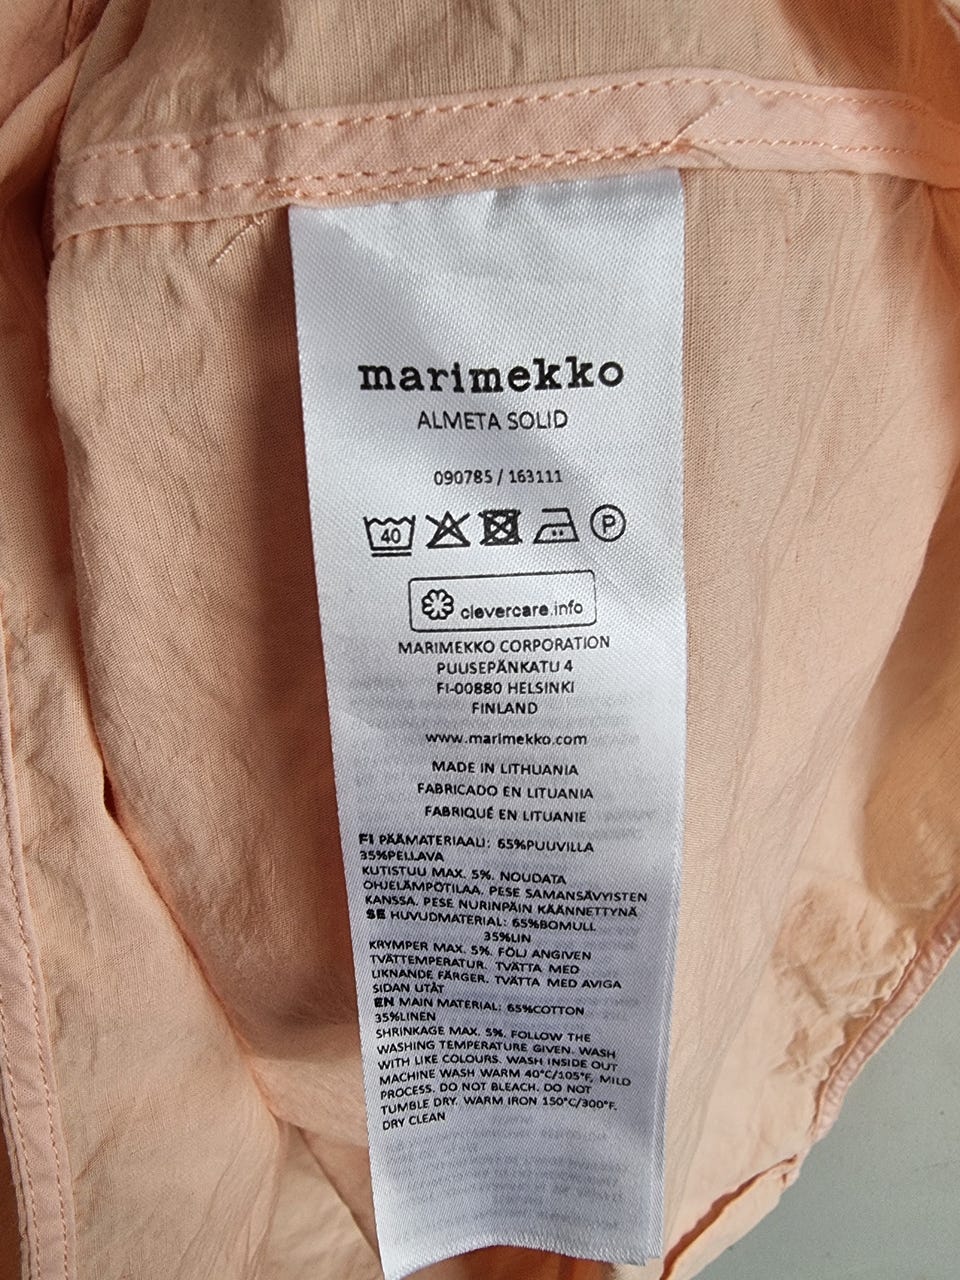 marimekko
ALMETA SOLID
090785 / 163111
40
P
clevercare.info
MARIMEKKO CORPORATION
PUUSEPÄNKATU 4
FI-00880 HELSINKI
FINLAND
www.marimekko.com
MADE IN LITHUANIA
FABRICADO EN LITUANIA
FABRIQUÉ EN LITUANIE
FI PÄÄMATERIAALI: 65%PUUVILLA
35%PELLAVA
KUTISTUU MAX. 5%. NOUDATA
OHJELÄMPÖTILAA. PESE SAMANSÄVYISTEN
KANSSA. PESE NURINPÄIN KÄÄNNETTYNÄ
SE HUVUDMATERIAL: 65%BOMULL
35%LIN
KRYMPER MAX. 5%. FÖLJ ANGIVEN
TVÄTTEMPERATUR. TVÄTTA MED
LIKNANDE FÄRGER. TVÄTTA MED AVIGA
SIDAN UTÅT
EN MAIN MATERIAL: 65%COTTON
35%LINEN
SHRINKAGE MAX. 5%. FOLLOW THE
WASHING TEMPERATURE GIVEN. WASH
WITH LIKE COLOURS. WASH INSIDE OUT
MACHINE WASH WARM 40°C/105°F, MILD
PROCESS. DO NOT BLEACH. DO NOT
TUMBLE DRY. WARM IRON 150°C/300°F.
DRY CLEAN